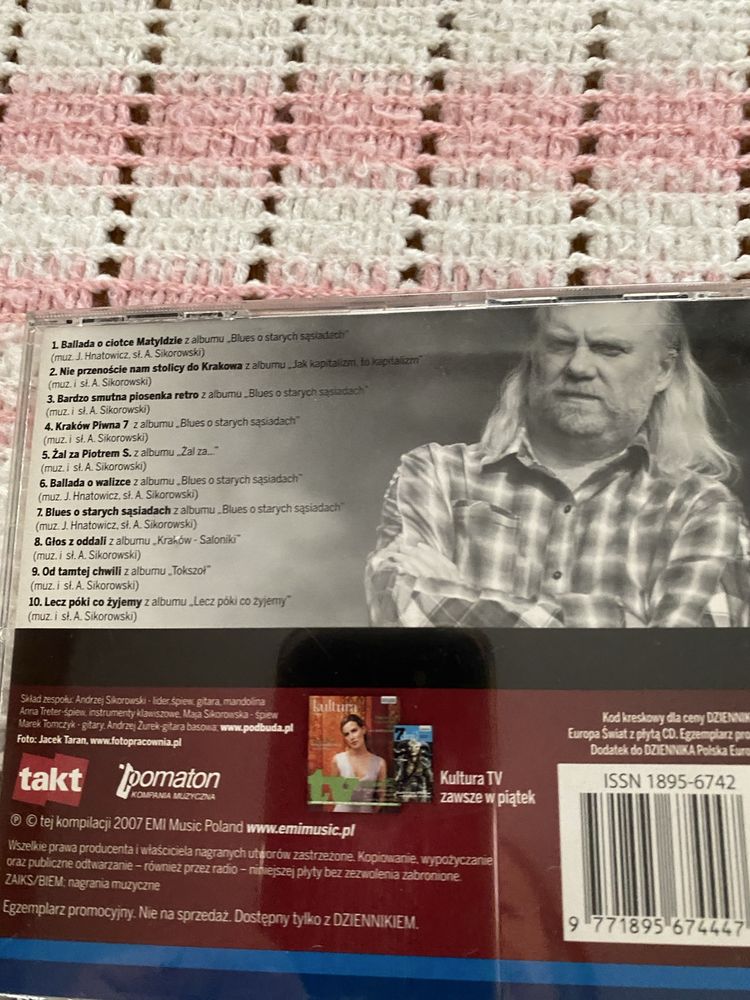 1. Ballada o ciotce Matyldzie z albumu „Blues o starych sąsiadach"
(muz. J. Hnatowicz, sł. A. Sikorowski)
2. Nie przenoście nam stolicy do Krakowa z albumu „Jak kapitalizm, to kapitalizm"
(muz. i sł. A. Sikorowski)
3. Bardzo smutna piosenka retro z albumu „Blues o starych sąsiadach"
(muz. i sł. A. Sikorowski)
4. Kraków Piwna 7 z albumu „Blues o starych sąsiadach"
(muz. i sł. A. Sikorowski)
5. Żal za Piotrem S. z albumu „Żal za..."
(muz. i sł. A. Sikorowski)
6. Ballada o walizce z albumu „Blues o starych sąsiadach"
(muz. J. Hnatowicz, sł. A. Sikorowski)
7. Blues o starych sąsiadach z albumu „Blues o starych sąsiadach"
(muz. J. Hnatowicz, sł. A. Sikorowski)
8. Głos z oddali z albumu „Kraków - Saloniki"
(muz. i sł. A. Sikorowski)
9. Od tamtej chwili z albumu „Tokszoł"
(muz. i sł. A. Sikorowski)
10. Lecz póki co żyjemy z albumu „Lecz póki co żyjemy"
(muz. i sł. A. Sikorowski)
Skład zespołu: Andrzej Sikorowski - lider, śpiew, gitara, mandolina
Anna Treter-śpiew, instrumenty klawiszowe, Maja Sikorowska - śpiew
Marek Tomczyk - gitary, Andrzej Żurek-gitara basowa; www.podbuda.pl
Foto: Jacek Taran, www.fotopracownia.pl
takt
pomaton
KOMPANIA MUZYCZNA
kultura
tv
7
Kultura TV
zawsze w piątek
Kod kreskowy dla ceny DZIENNIK
Europa Świat z płytą CD. Egzemplarz pro
Dodatek do DZIENNIKA Polska Euro
ISSN 1895-6742
9 771895 674447
℗ © tej kompilacji 2007 EMI Music Poland www.emimusic.pl
Wszelkie prawa producenta i właściciela nagranych utworów zastrzeżone. Kopiowanie, wypożyczanie
oraz publiczne odtwarzanie – również przez radio – niniejszej płyty bez zezwolenia zabronione.
ZAIKS/BIEM; nagrania muzyczne
Egzemplarz promocyjny. Nie na sprzedaż. Dostępny tylko z DZIENNIKIEM.